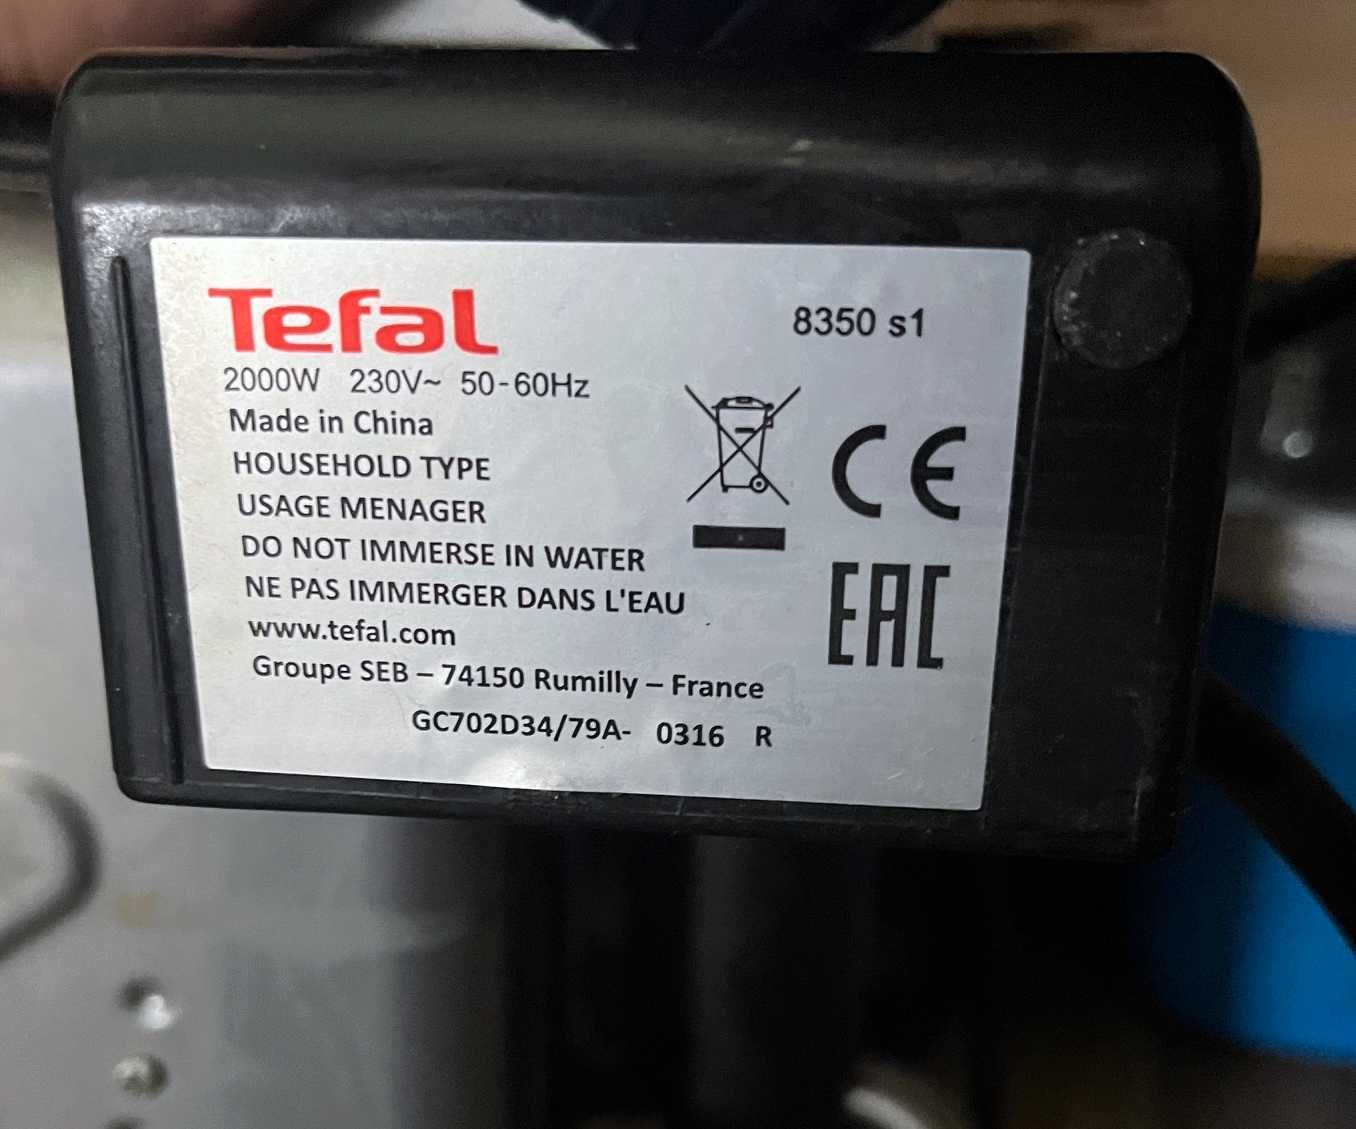 Tefal
8350 s1
2000W 230V~ 50-60Hz
Made in China
HOUSEHOLD TYPE
USAGE MENAGER
DO NOT IMMERSE IN WATER
NE PAS IMMERGER DANS L'EAU
www.tefal.com
Groupe SEB – 74150 Rumilly – France
GC702D34/79A- 0316 R
CE
EAC